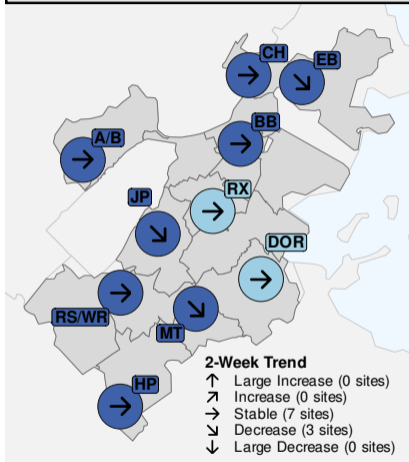 CH
EB
BB
A/B
RX
JP
DOR
RS/WR
MT
HP
2-Week Trend
↑ Large Increase (0 sites)
↗ Increase (0 sites)
→ Stable (7 sites)
↘ Decrease (3 sites)
↓ Large Decrease (0 sites)